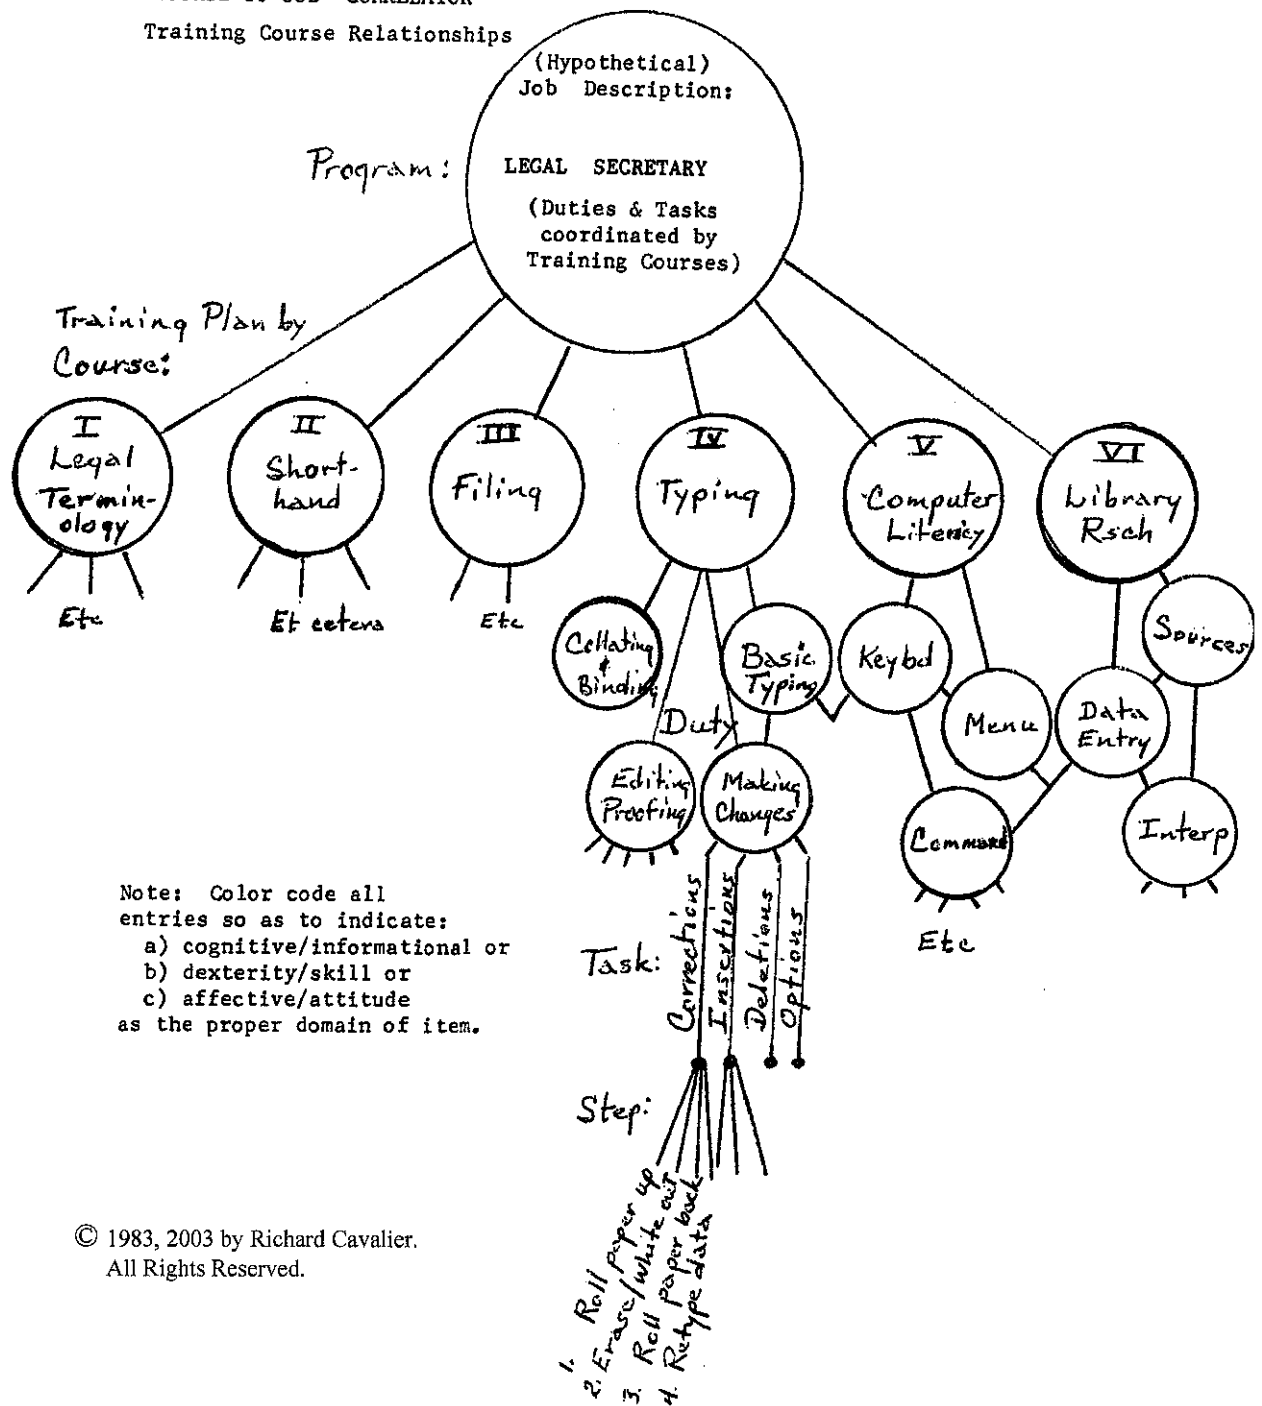 Training Course Relationships
(Hypothetical)
Job Description:
Program:
LEGAL SECRETARY
(Duties & Tasks
coordinated by
Training Courses)
Training Plan by
Course:
I
Legal
Termin-
ology
Etc
II
Short-
hand
Et cetera
III
Filing
Etc
IV
Typing
V
Computer
Literacy
VI
Library
Rsch
Collating
&
Binding
Basic
Typing
Keybd
Menu
Data
Entry
Sources
Duty
Editing
Proofing
Making
Changes
Command
Etc
Interp
Note: Color code all
entries so as to indicate:
a) cognitive/informational or
b) dexterity/skill or
c) affective/attitude
as the proper domain of item.
Task:
Corrections
Insertions
Deletions
Options
Step:
1. Roll paper up
2. Erase/white out
3. Roll paper back
4. Retype data
© 1983, 2003 by Richard Cavalier.
All Rights Reserved.